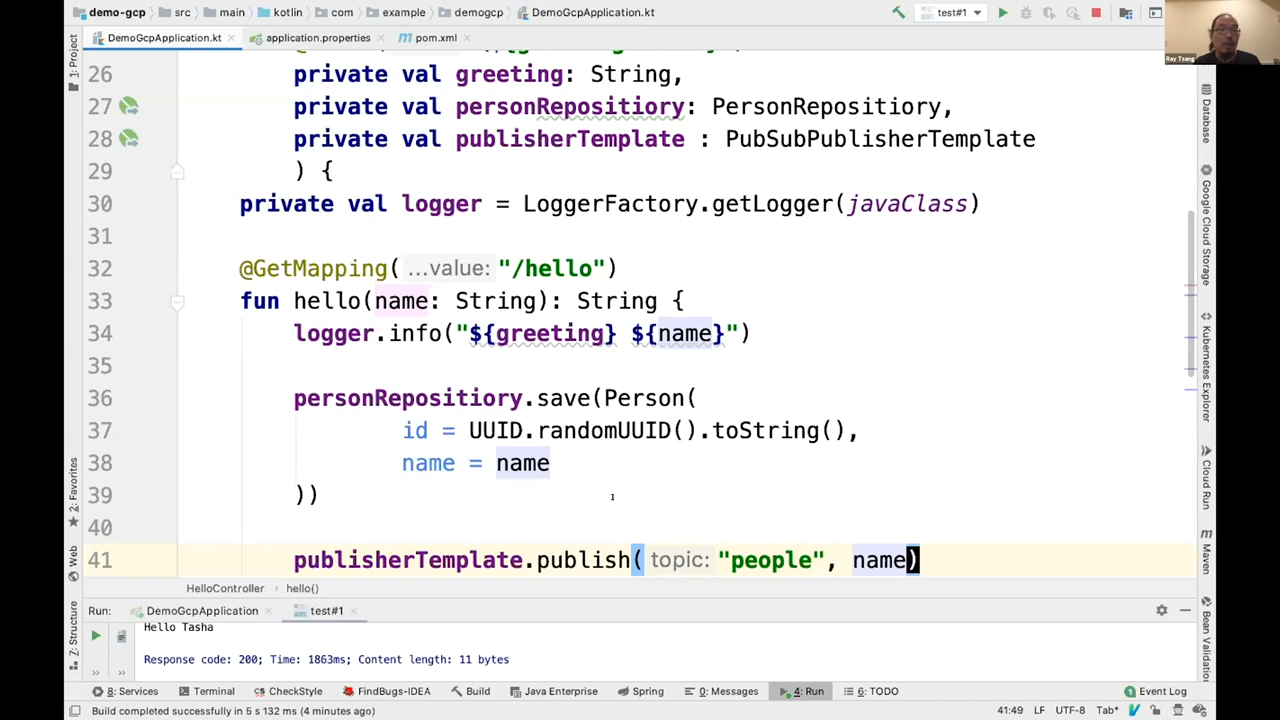 demo-gcp src main kotlin com example demogcp DemoGcpApplication.kt test#1
Ray Tsang
DemoGcpApplication.kt application.properties pom.xml
1: Project
26 private val greeting: String,
27 private val personRepositiory: PersonRepositiory,
28 private val publisherTemplate : PubSubPublisherTemplate
29 ) {
30 private val logger = LoggerFactory.getLogger(javaClass)
31
32 @GetMapping( ...value: "/hello")
33 fun hello(name: String): String {
34 logger.info("${greeting} ${name}")
35
36 personRepositiory.save(Person(
37 id = UUID.randomUUID().toString(),
38 name = name
39 ))
40
41 publisherTemplate.publish( topic: "people", name)
HelloController hello()
2: Favorites
Web
7: Structure
Database
Google Cloud Storage
Kubernetes Explorer
Cloud Run
Maven
Bean Validation
Run: DemoGcpApplication test#1
Hello Tasha
Response code: 200; Time: 1863ms; Content length: 11 bytes
8: Services Terminal CheckStyle FindBugs-IDEA Build Java Enterprise Spring 0: Messages 4: Run 6: TODO Event Log
Build completed successfully in 5 s 132 ms (4 minutes ago) 41:49 LF UTF-8 Tab*